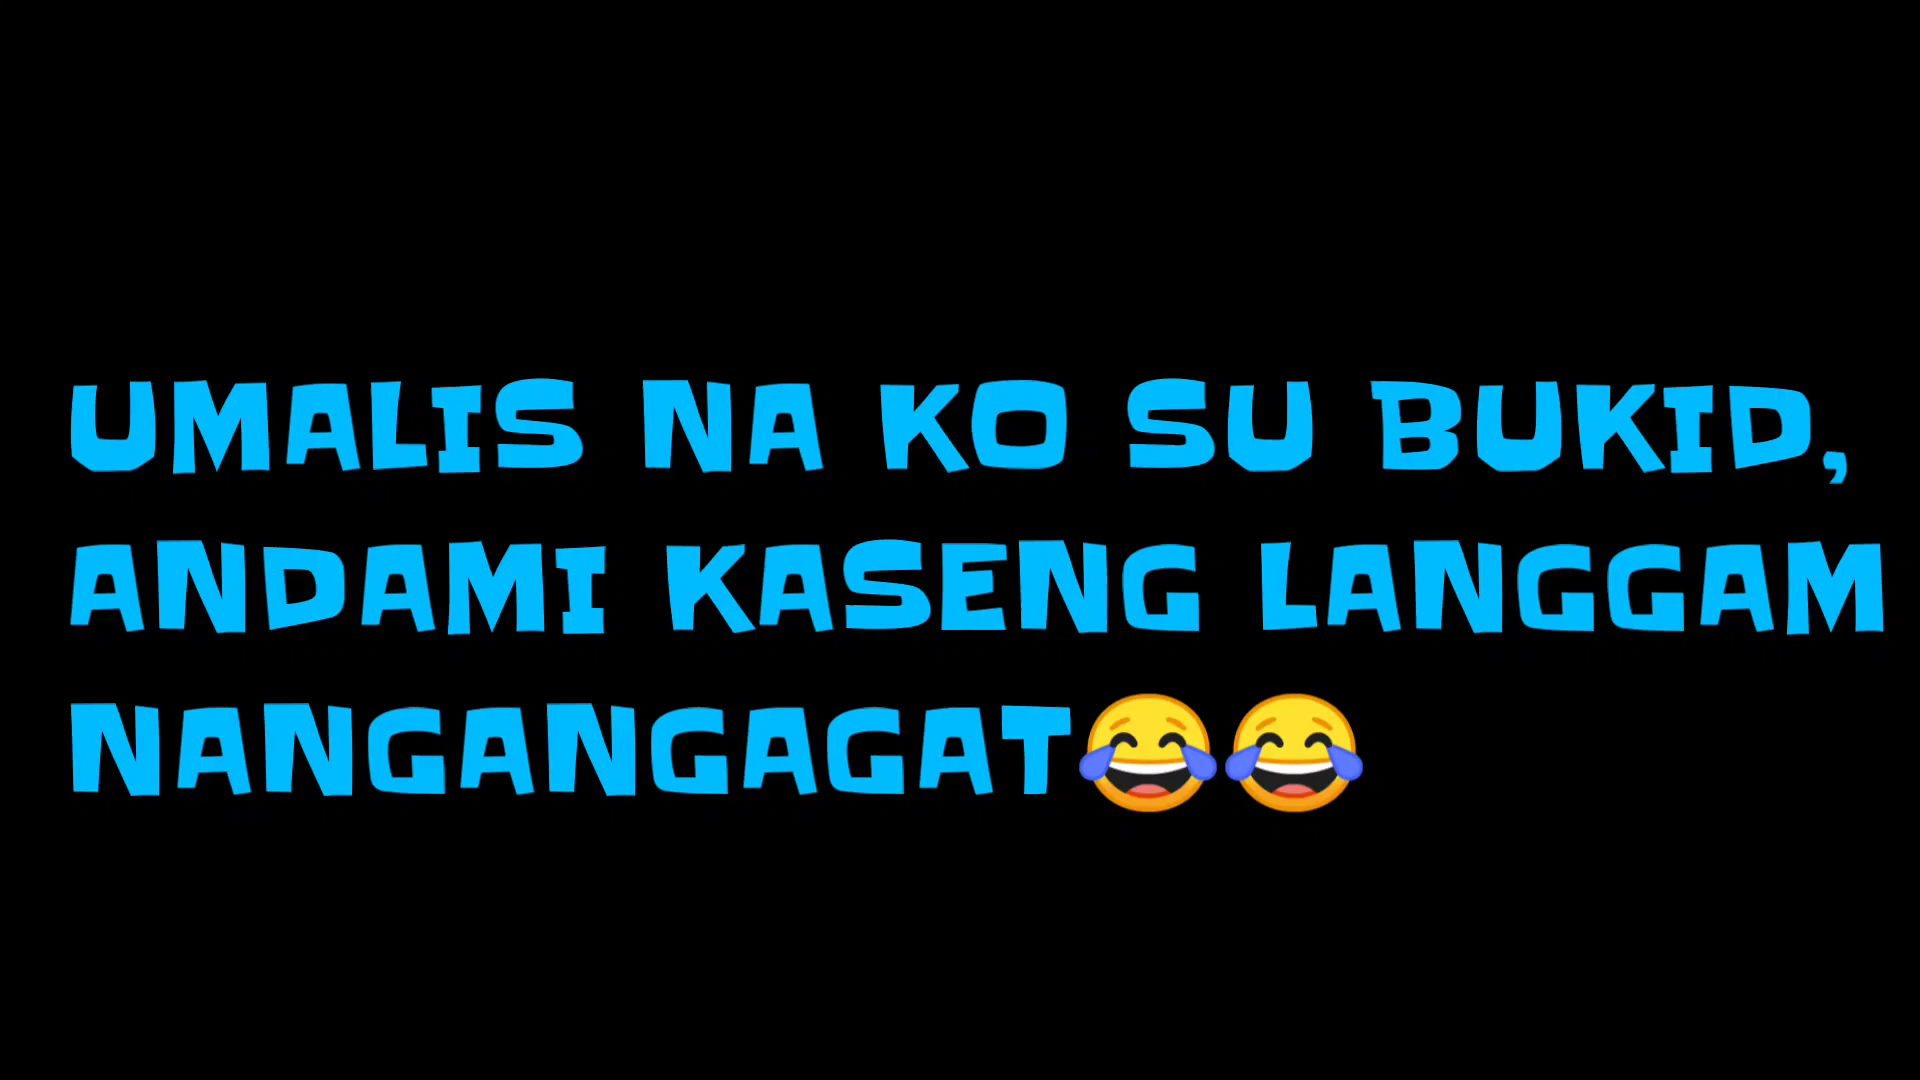 UMALIS NA KO SU BUKID,
ANDAMI KASENG LANGGAM
NANGANGAGAT😂😂